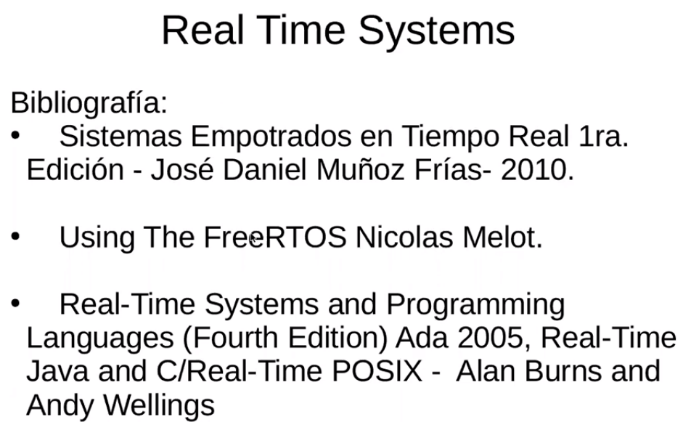 Real Time Systems
Bibliografía:
• Sistemas Empotrados en Tiempo Real 1ra.
Edición - José Daniel Muñoz Frías- 2010.
• Using The FreeRTOS Nicolas Melot.
• Real-Time Systems and Programming
Languages (Fourth Edition) Ada 2005, Real-Time
Java and C/Real-Time POSIX - Alan Burns and
Andy Wellings